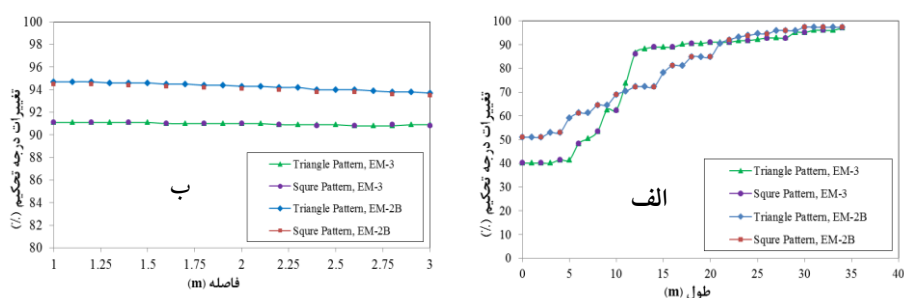 تغییرات درجه تحکیم (٪)
100
98
96
94
92
90
88
86
84
82
80
1 1.25 1.5 1.75 2 2.25 2.5 2.75 3
فاصله (m)
ب
Triangle Pattern, EM-3
Squre Pattern, EM-3
Triangle Pattern, EM-2B
Squre Pattern, EM-2B
تغییرات درجه تحکیم (٪)
100
90
80
70
60
50
40
30
20
10
0
0 5 10 15 20 25 30 35 40
طول (m)
الف
Triangle Pattern, EM-3
Squre Pattern, EM-3
Triangle Pattern, EM-2B
Squre Pattern, EM-2B